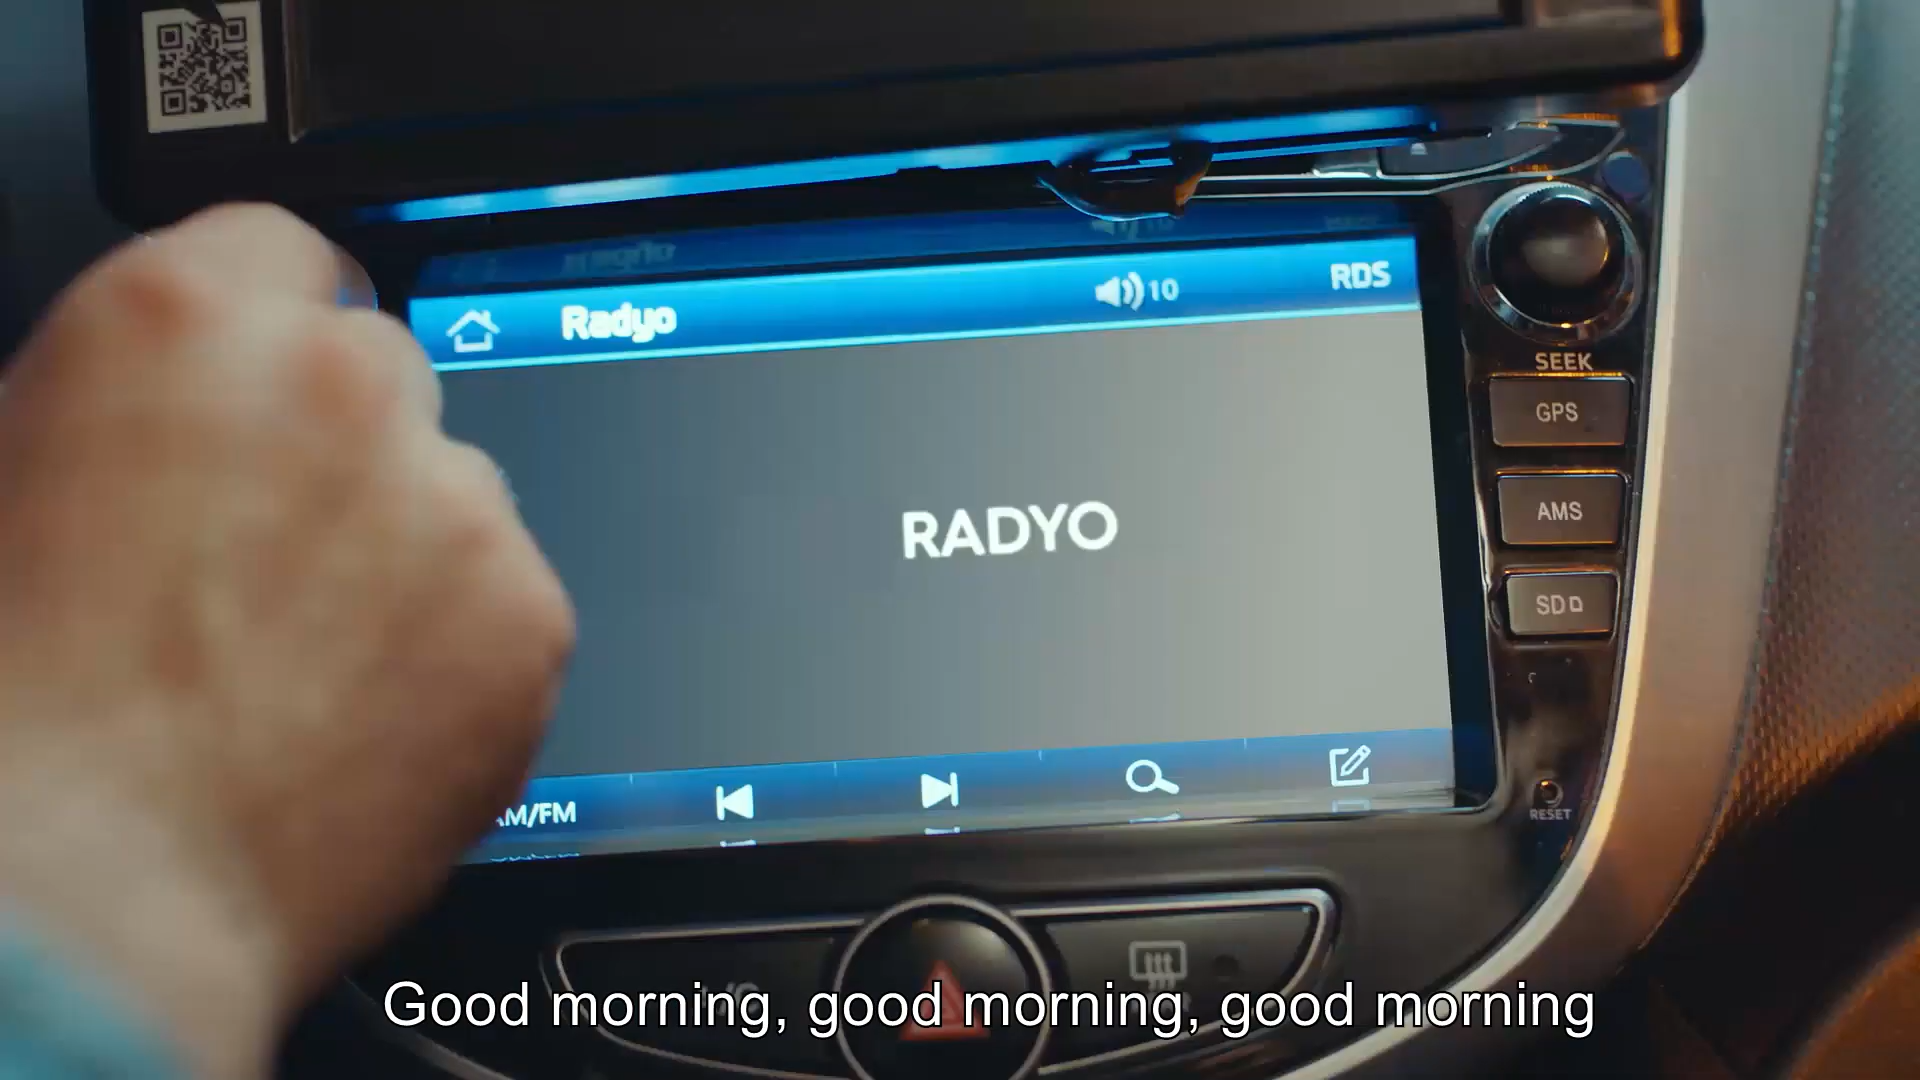 Radyo
10
RDS
RADYO
SEEK
GPS
AMS
SD
RESET
AM/FM
Good morning, good morning, good morning